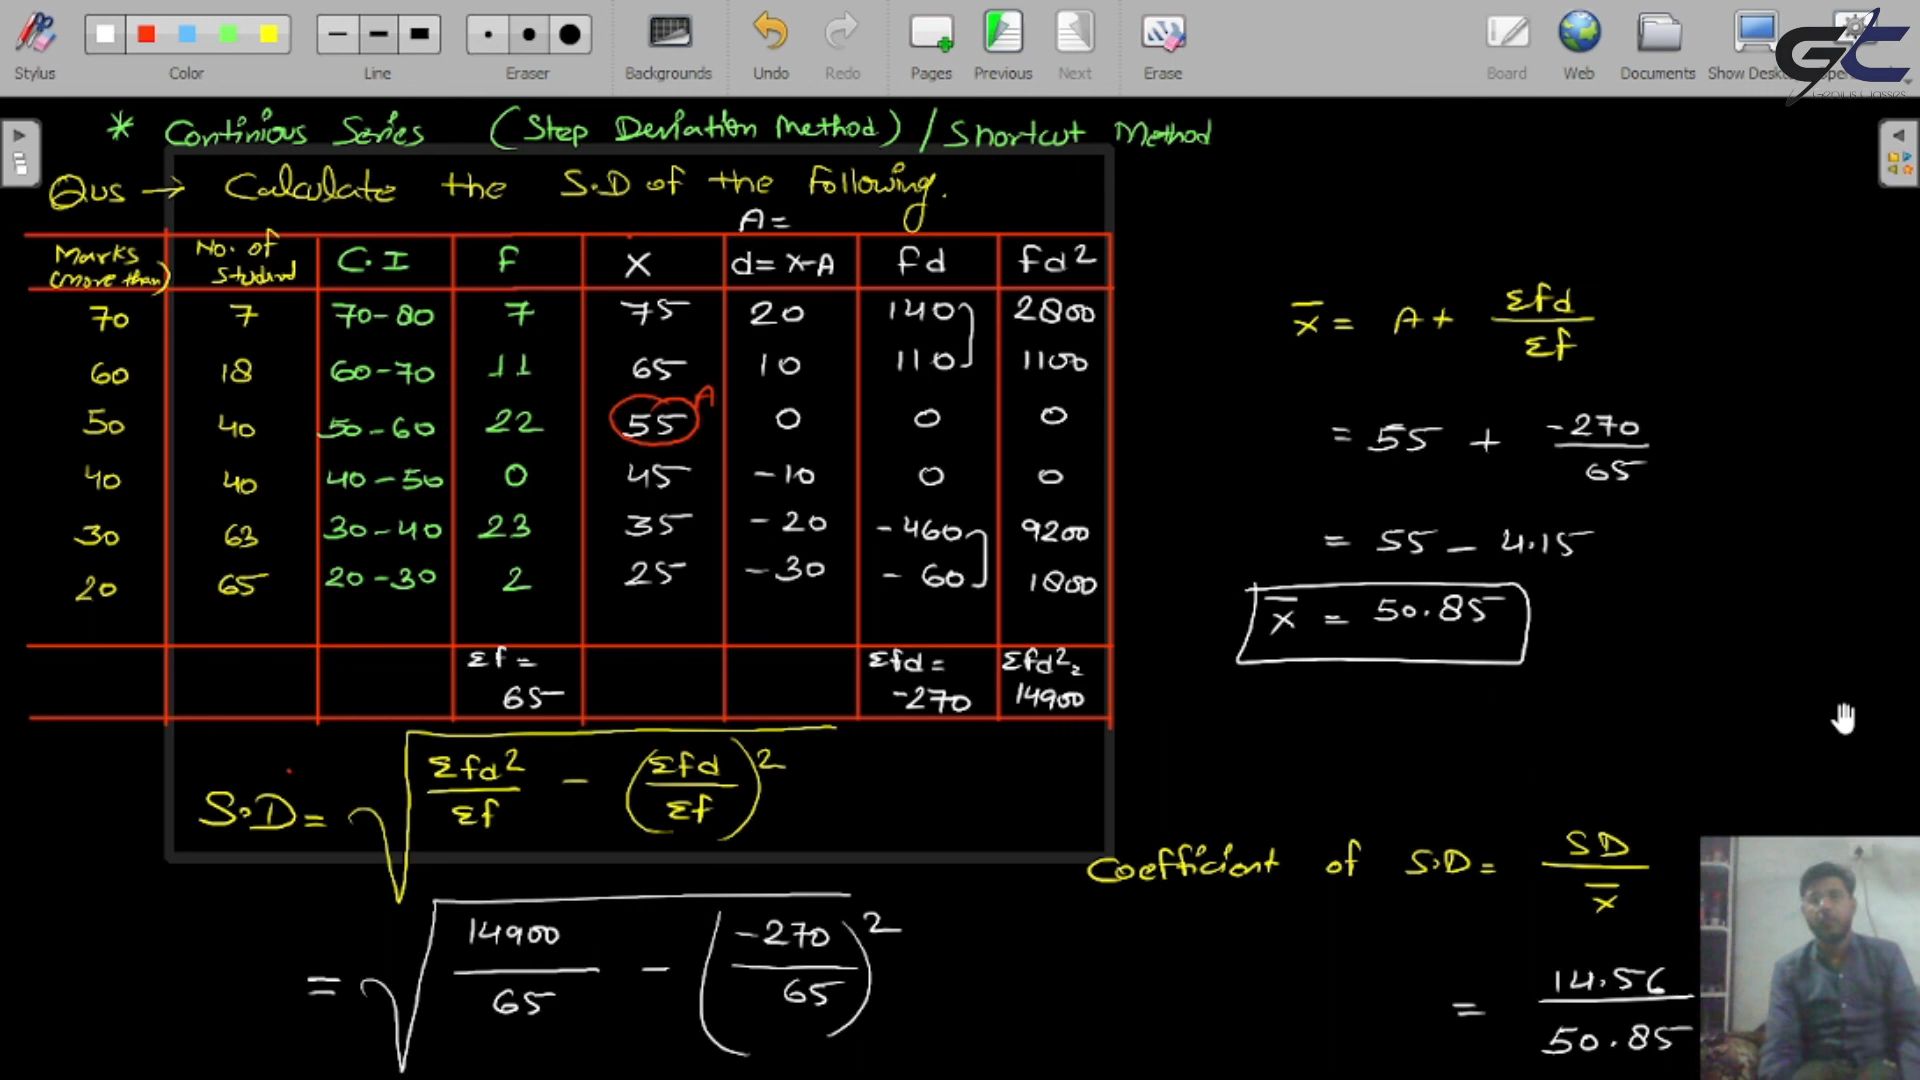 Stylus Color Line Eraser Backgrounds Undo Redo Pages Previous Next Erase Board Web Documents Show Desk
GC
Genius Classes
* Continious Series (Step Deviation Method) / Shortcut Method
Qus → Calculate the S.D of the Following.
A=
Marks (more than) No. of Studend C.I F X d= X-A fd fd²
70 7 70-80 7 75 20 140 2800
60 18 60-70 11 65 10 110 1100
50 40 50-60 22 55 A 0 0 0
40 40 40-50 0 45 -10 0 0
30 63 30-40 23 35 -20 -460 9200
20 65 20-30 2 25 -30 -60 1800
Σf = 65 Σfd = -270 Σfd² = 14900
S.D = √ Σfd²/Σf - (Σfd/Σf)²
= √ 14900/65 - (-270/65)²
x̄ = A + Σfd/Σf
= 55 + -270/65
= 55 - 4.15
x̄ = 50.85
Coefficient of S.D = SD/x̄
= 14.56/50.85